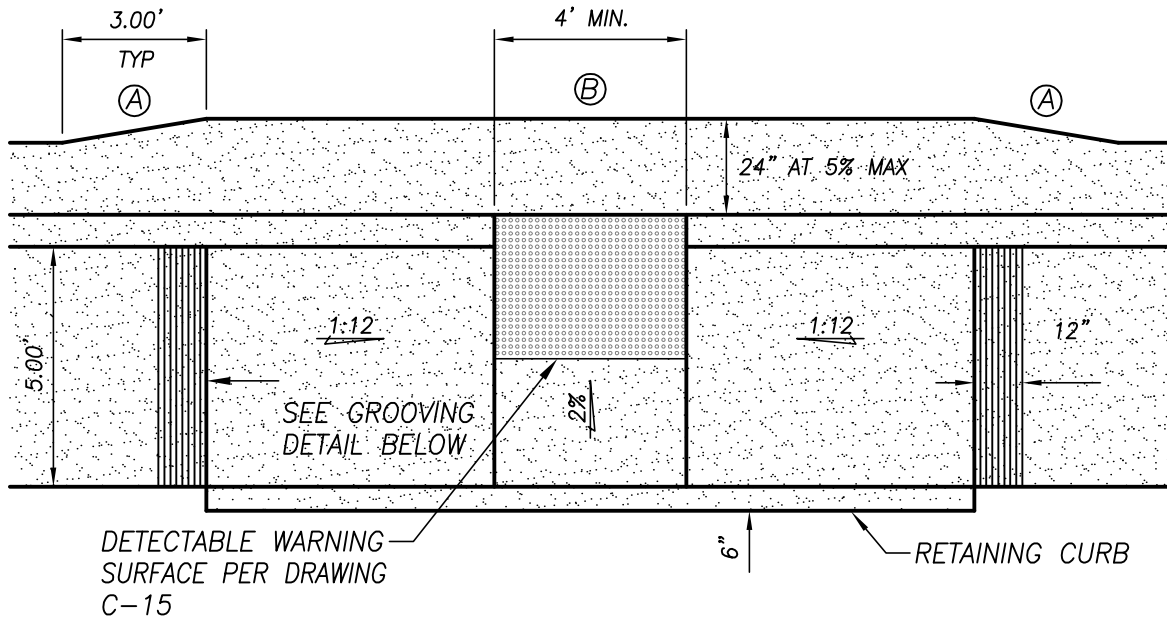 3.00'
TYP
A
4' MIN.
B
A
24" AT 5% MAX
1:12
1:12
12"
5.00'
2%
SEE GROOVING
DETAIL BELOW
DETECTABLE WARNING
SURFACE PER DRAWING
C-15
6"
RETAINING CURB